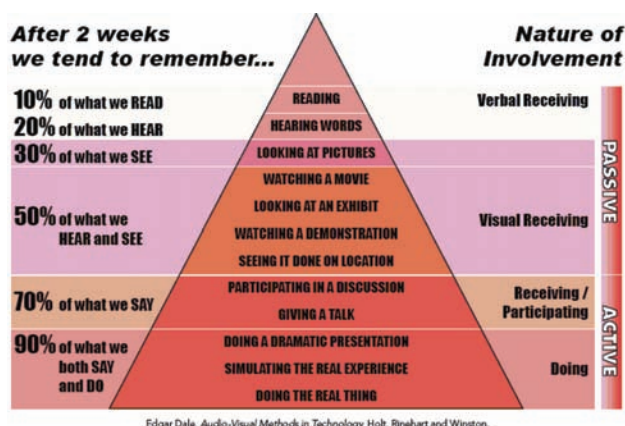 After 2 weeks
we tend to remember...
Nature of
Involvement
10% of what we READ
READING
Verbal Receiving
20% of what we HEAR
HEARING WORDS
30% of what we SEE
LOOKING AT PICTURES
WATCHING A MOVIE
LOOKING AT AN EXHIBIT
50% of what we
HEAR and SEE
WATCHING A DEMONSTRATION
Visual Receiving
SEEING IT DONE ON LOCATION
PASSIVE
70% of what we SAY
PARTICIPATING IN A DISCUSSION
GIVING A TALK
Receiving /
Participating
90% of what we
both SAY
and DO
DOING A DRAMATIC PRESENTATION
SIMULATING THE REAL EXPERIENCE
DOING THE REAL THING
Doing
ACTIVE
Edgar Dale, Audio-Visual Methods in Technology, Holt, Rinehart and Winston.